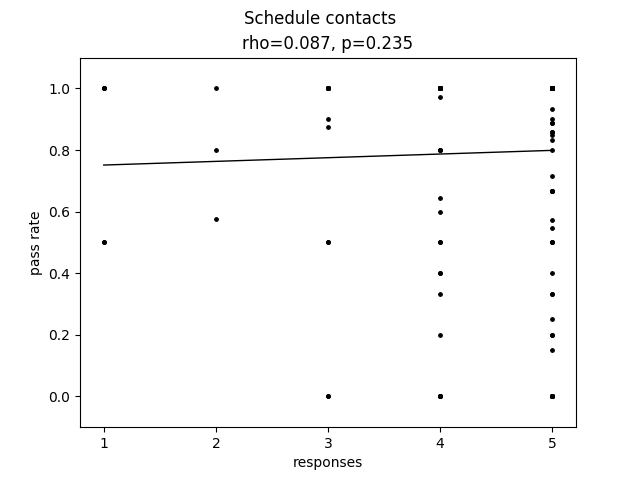 Schedule contacts
rho=0.087, p=0.235
1.0
0.8
0.6
0.4
0.2
0.0
pass rate
1 2 3 4 5
responses